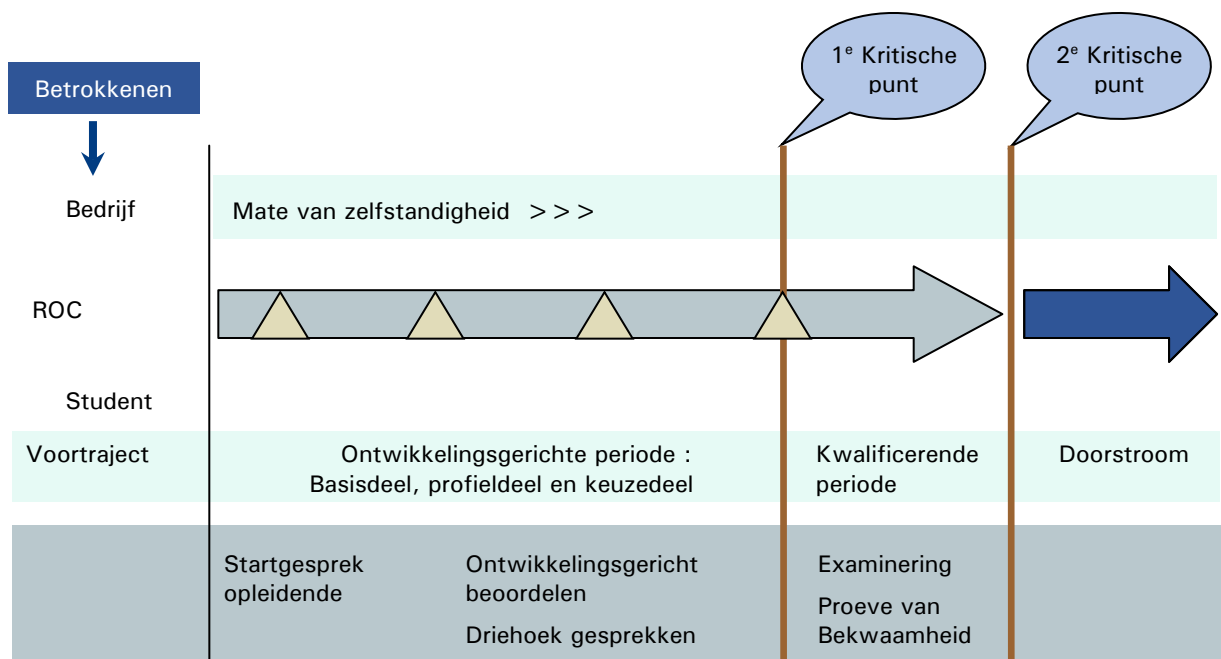 1e Kritische
punt
2e Kritische
punt
Betrokkenen
Bedrijf
Mate van zelfstandigheid >>>
ROC
Student
Voortraject
Ontwikkelingsgerichte periode :
Basisdeel, profieldeel en keuzedeel
Kwalificerende
periode
Doorstroom
Startgesprek
opleidende
Ontwikkelingsgericht
beoordelen
Driehoek gesprekken
Examinering
Proeve van
Bekwaamheid